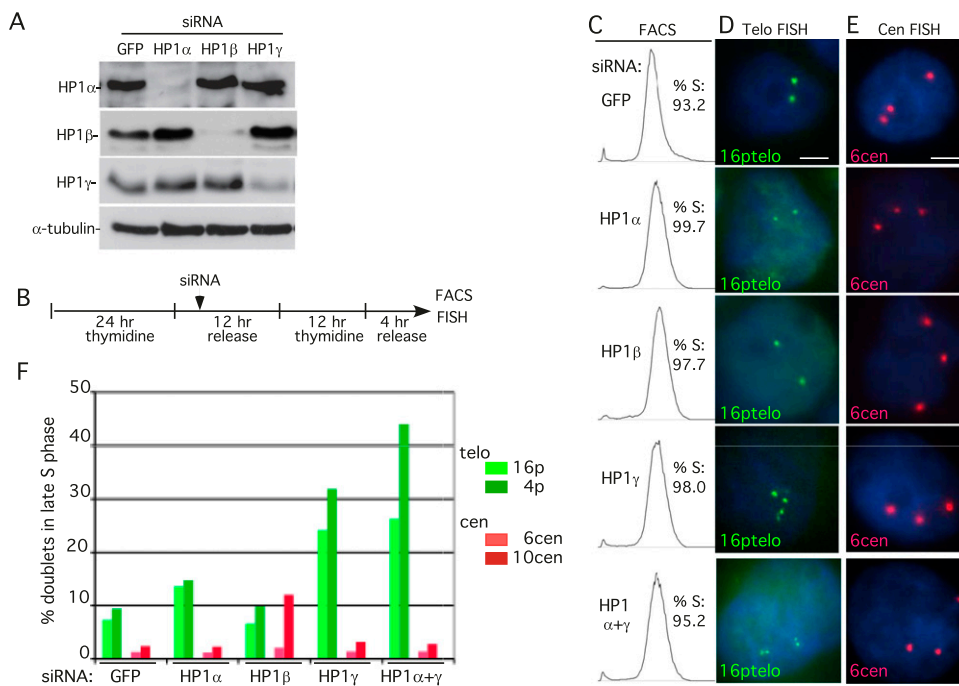 A
siRNA
GFP HP1α HP1β HP1γ
HP1α-
HP1β-
HP1γ-
α-tubulin-
B
siRNA
24 hr
thymidine
12 hr
release
12 hr
thymidine
4 hr
release
FACS
FISH
C
FACS
siRNA:
GFP
% S:
93.2
HP1α
% S:
99.7
HP1β
% S:
97.7
HP1γ
% S:
98.0
HP1
α+γ
% S:
95.2
D
Telo FISH
16ptelo
16ptelo
16ptelo
16ptelo
16ptelo
E
Cen FISH
6cen
6cen
6cen
6cen
6cen
F
% doublets in late S phase
50
40
30
20
10
0
telo
16p
4p
cen
6cen
10cen
siRNA: GFP HP1α HP1β HP1γ HP1α+γ